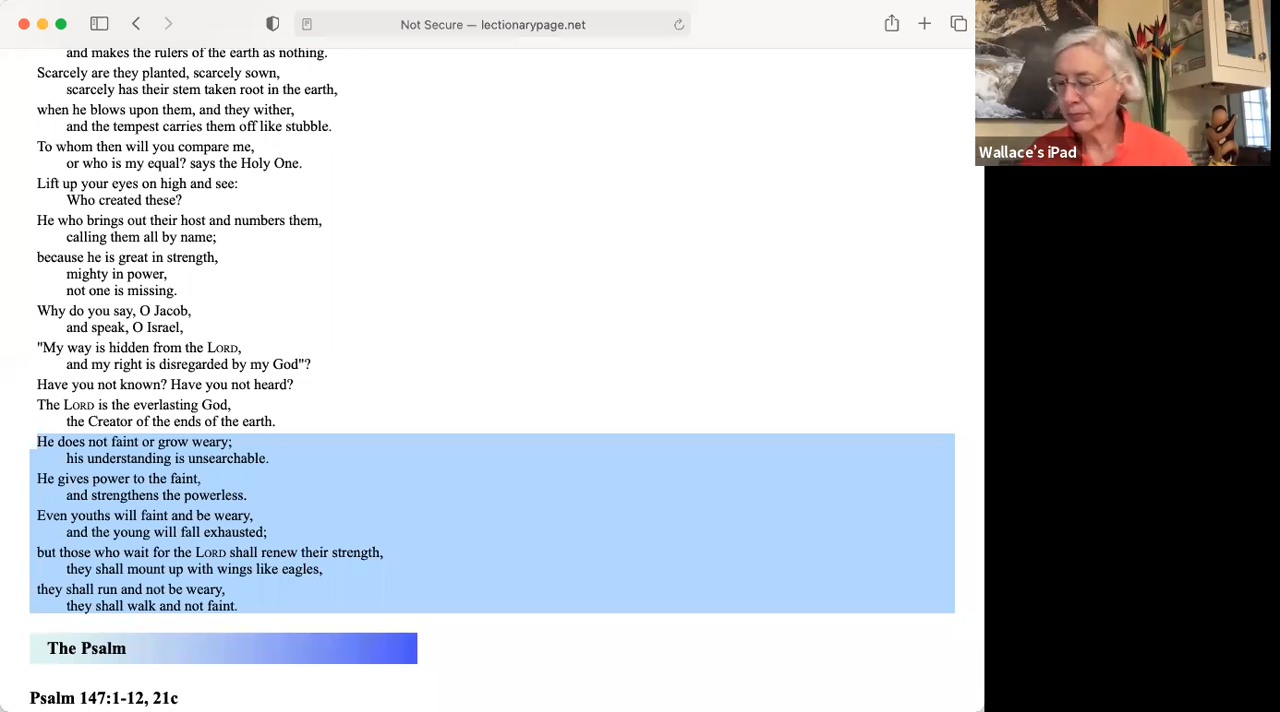 Not Secure — lectionarypage.net
and makes the rulers of the earth as nothing.
Scarcely are they planted, scarcely sown,
scarcely has their stem taken root in the earth,
when he blows upon them, and they wither,
and the tempest carries them off like stubble.
To whom then will you compare me,
or who is my equal? says the Holy One.
Lift up your eyes on high and see:
Who created these?
He who brings out their host and numbers them,
calling them all by name;
because he is great in strength,
mighty in power,
not one is missing.
Why do you say, O Jacob,
and speak, O Israel,
"My way is hidden from the LORD,
and my right is disregarded by my God"?
Have you not known? Have you not heard?
The LORD is the everlasting God,
the Creator of the ends of the earth.
He does not faint or grow weary;
his understanding is unsearchable.
He gives power to the faint,
and strengthens the powerless.
Even youths will faint and be weary,
and the young will fall exhausted;
but those who wait for the LORD shall renew their strength,
they shall mount up with wings like eagles,
they shall run and not be weary,
they shall walk and not faint.
The Psalm
Psalm 147:1-12, 21c
Wallace's iPad